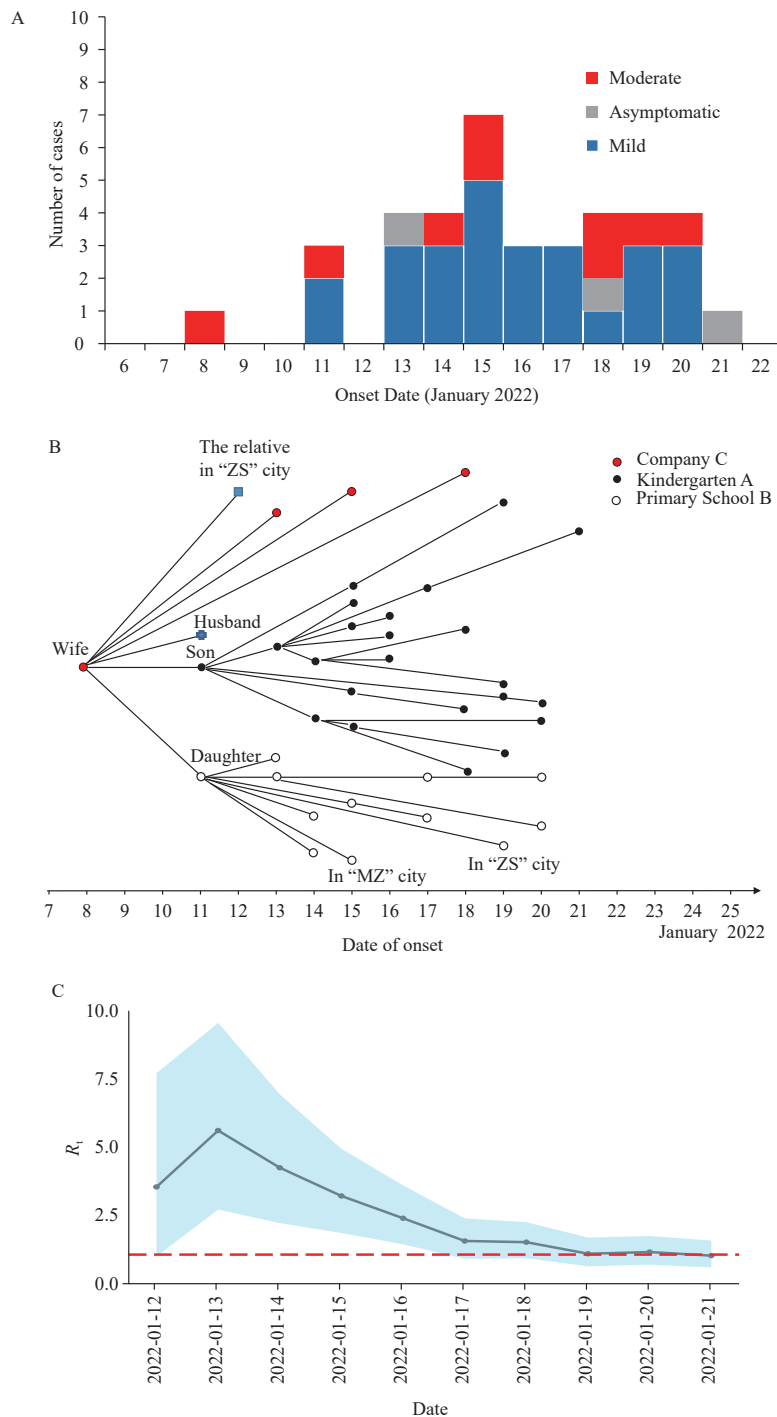 A
10
9
8
7
6
5
4
3
2
1
0
Number of cases
Moderate
Asymptomatic
Mild
6 7 8 9 10 11 12 13 14 15 16 17 18 19 20 21 22
Onset Date (January 2022)
B
The relative
in “ZS” city
Company C
Kindergarten A
Primary School B
Husband
Wife
Son
Daughter
In “MZ” city
In “ZS” city
7 8 9 10 11 12 13 14 15 16 17 18 19 20 21 22 23 24 25
January 2022
Date of onset
C
10.0
7.5
5.0
2.5
0.0
Rt
2022-01-12
2022-01-13
2022-01-14
2022-01-15
2022-01-16
2022-01-17
2022-01-18
2022-01-19
2022-01-20
2022-01-21
Date